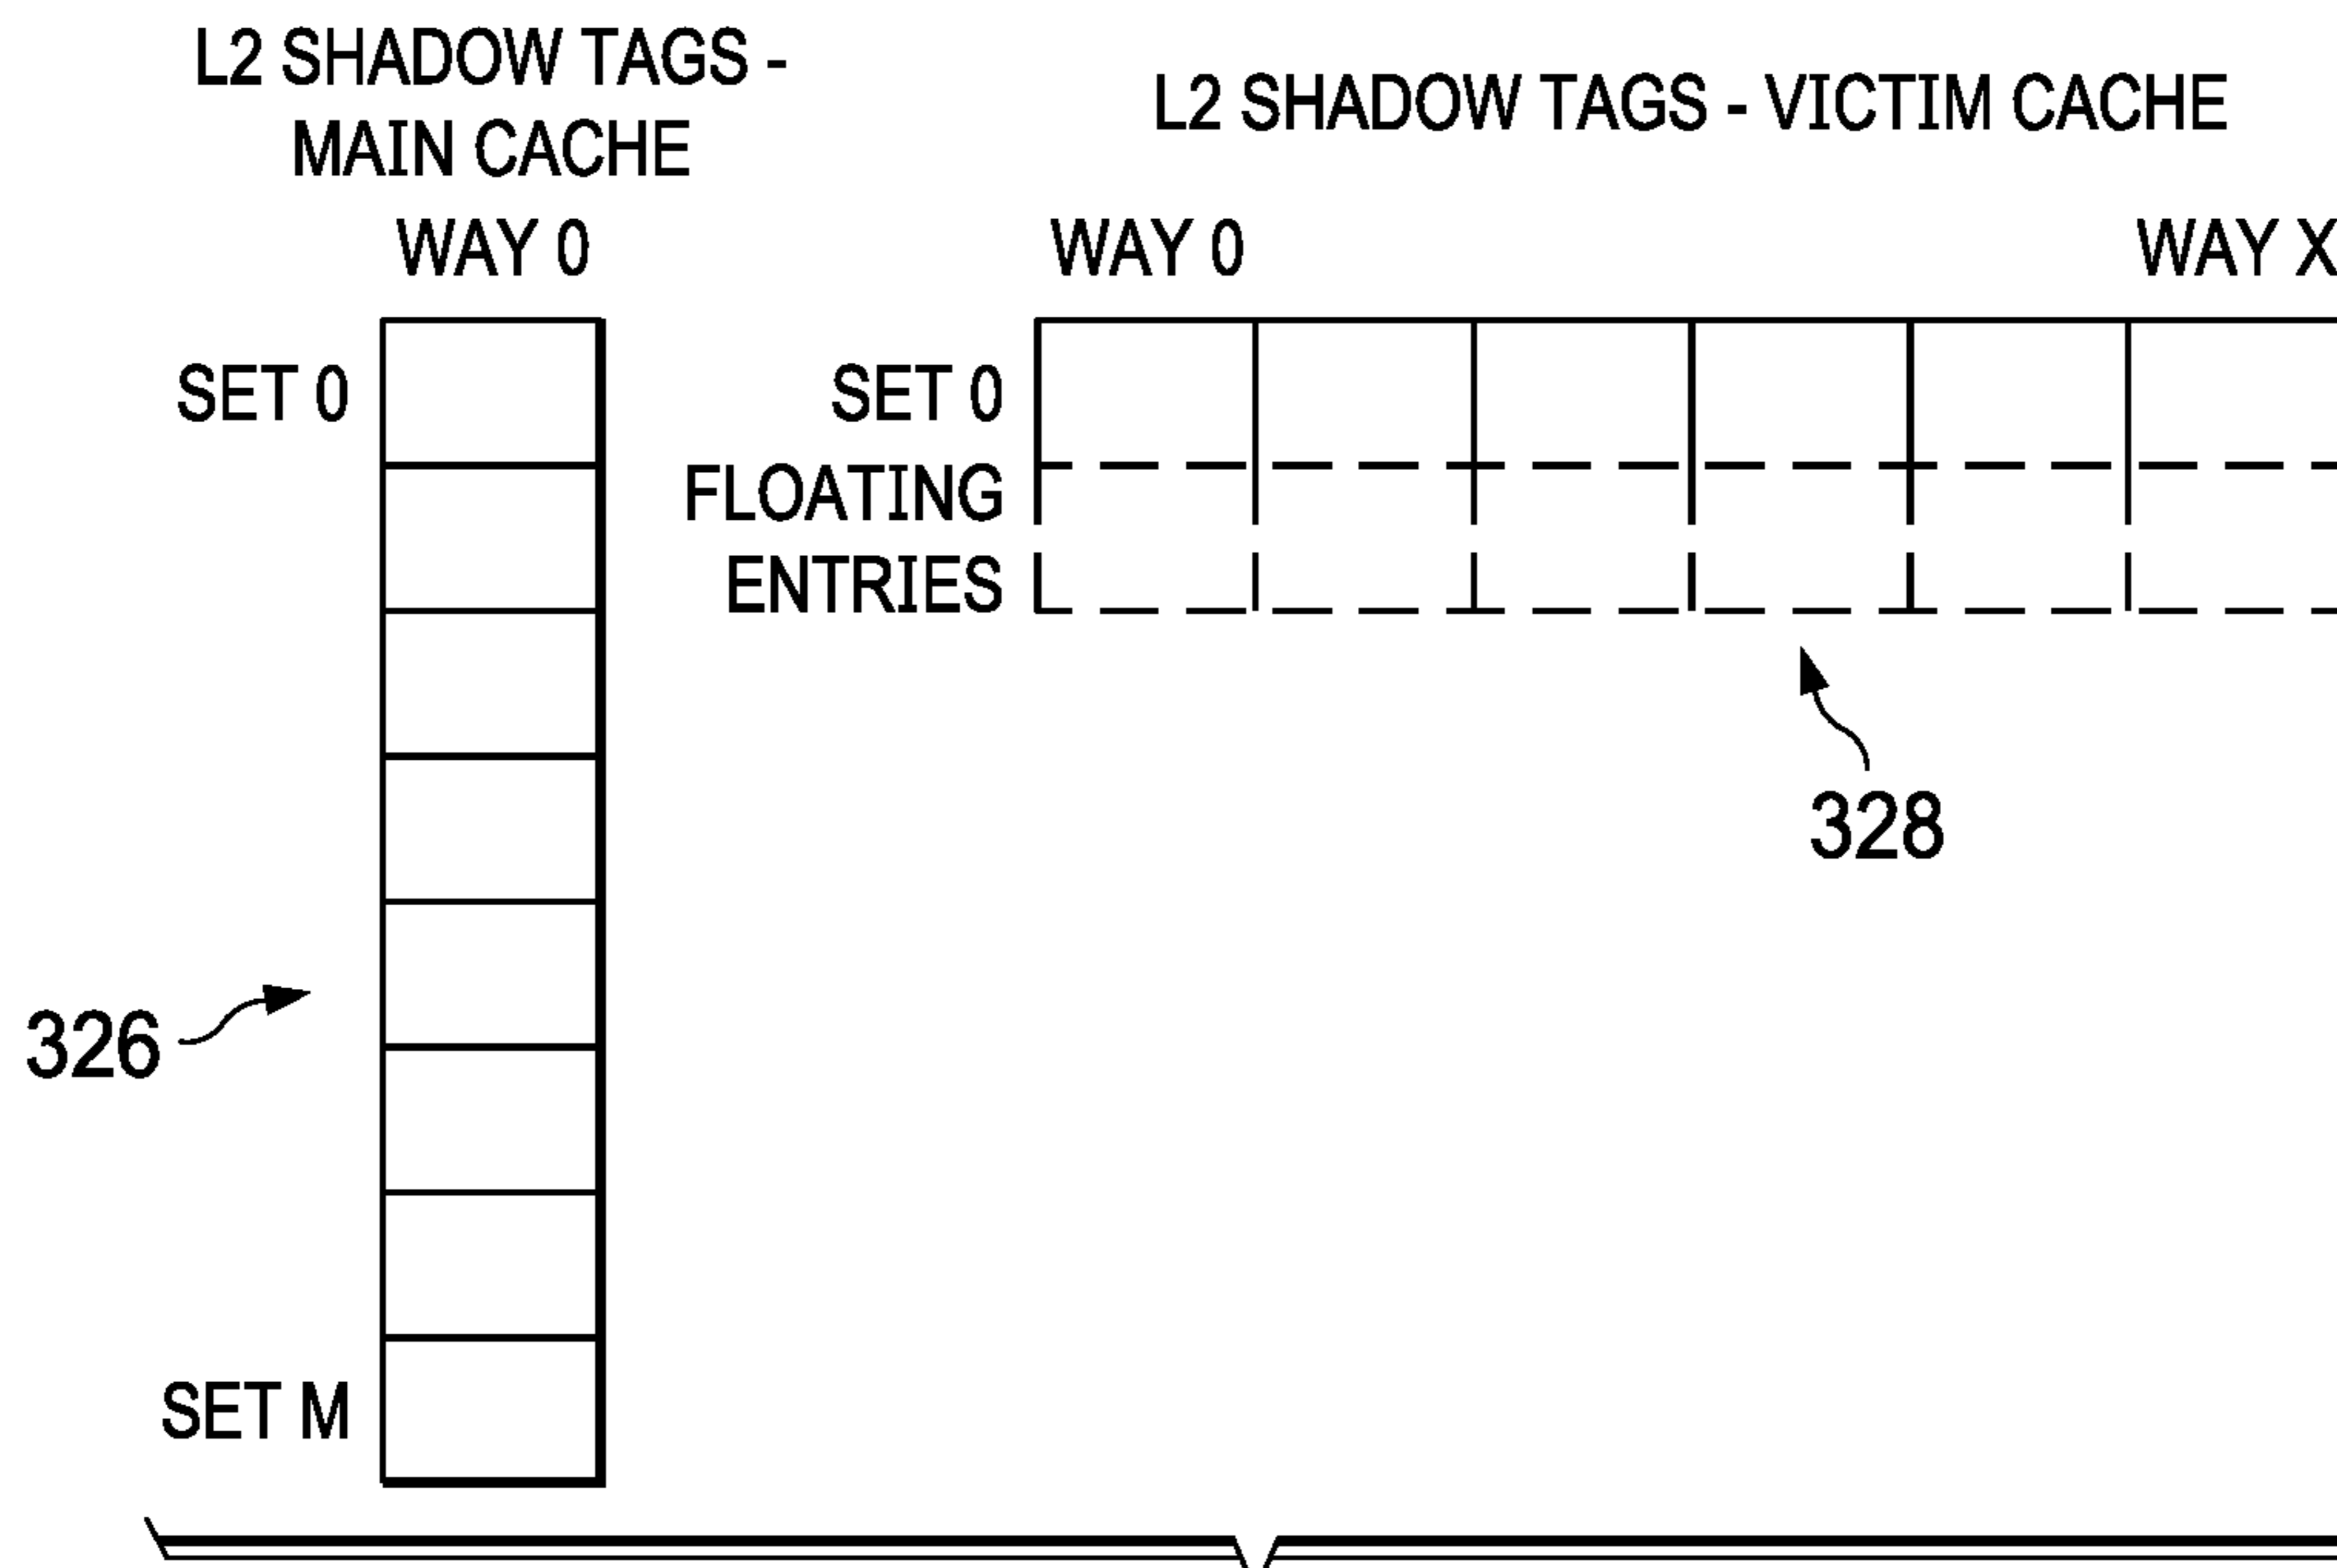 L2 SHADOW TAGS -
MAIN CACHE
WAY 0
SET 0
326
SET M
L2 SHADOW TAGS - VICTIM CACHE
WAY 0
WAY X
SET 0
FLOATING
ENTRIES
328